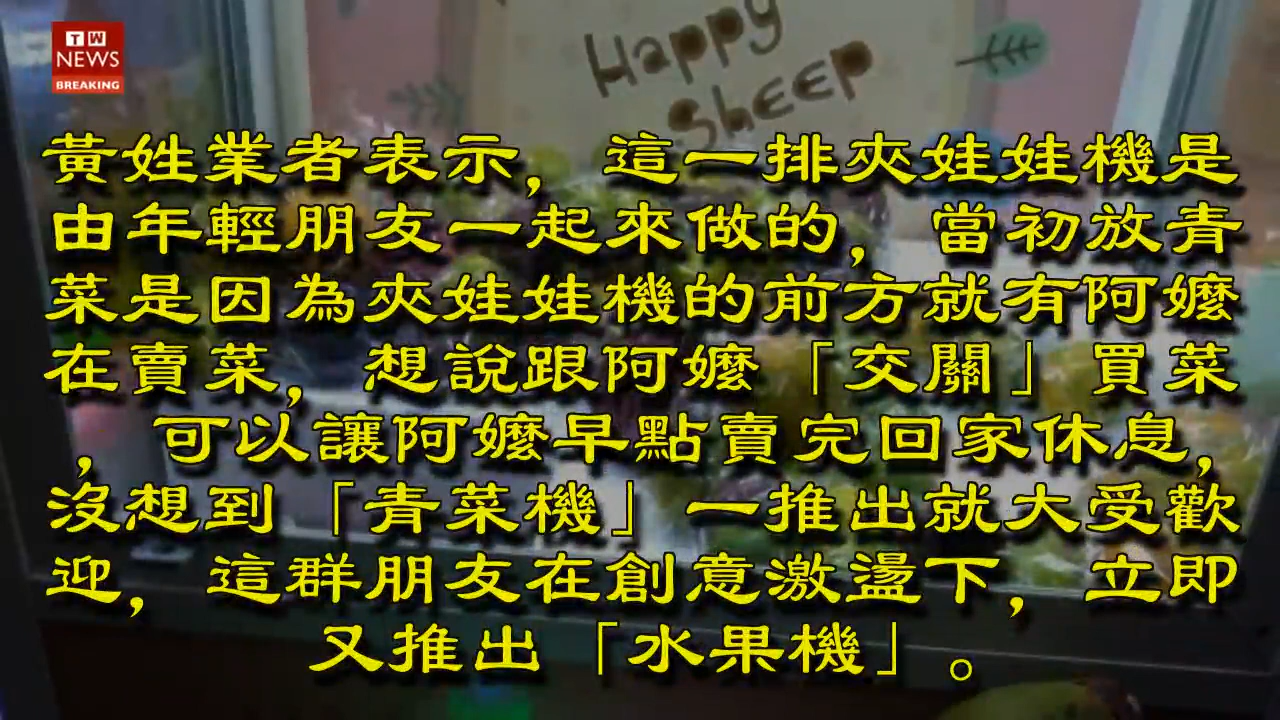 TW
NEWS
BREAKING
Happy
Sheep
黃姓業者表示，這一排夾娃娃機是
由年輕朋友一起來做的，當初放青
菜是因為夾娃娃機的前方就有阿嬤
在賣菜，想說跟阿嬤「交關」買菜
，可以讓阿嬤早點賣完回家休息，
沒想到「青菜機」一推出就大受歡
迎，這群朋友在創意激盪下，立即
又推出「水果機」。